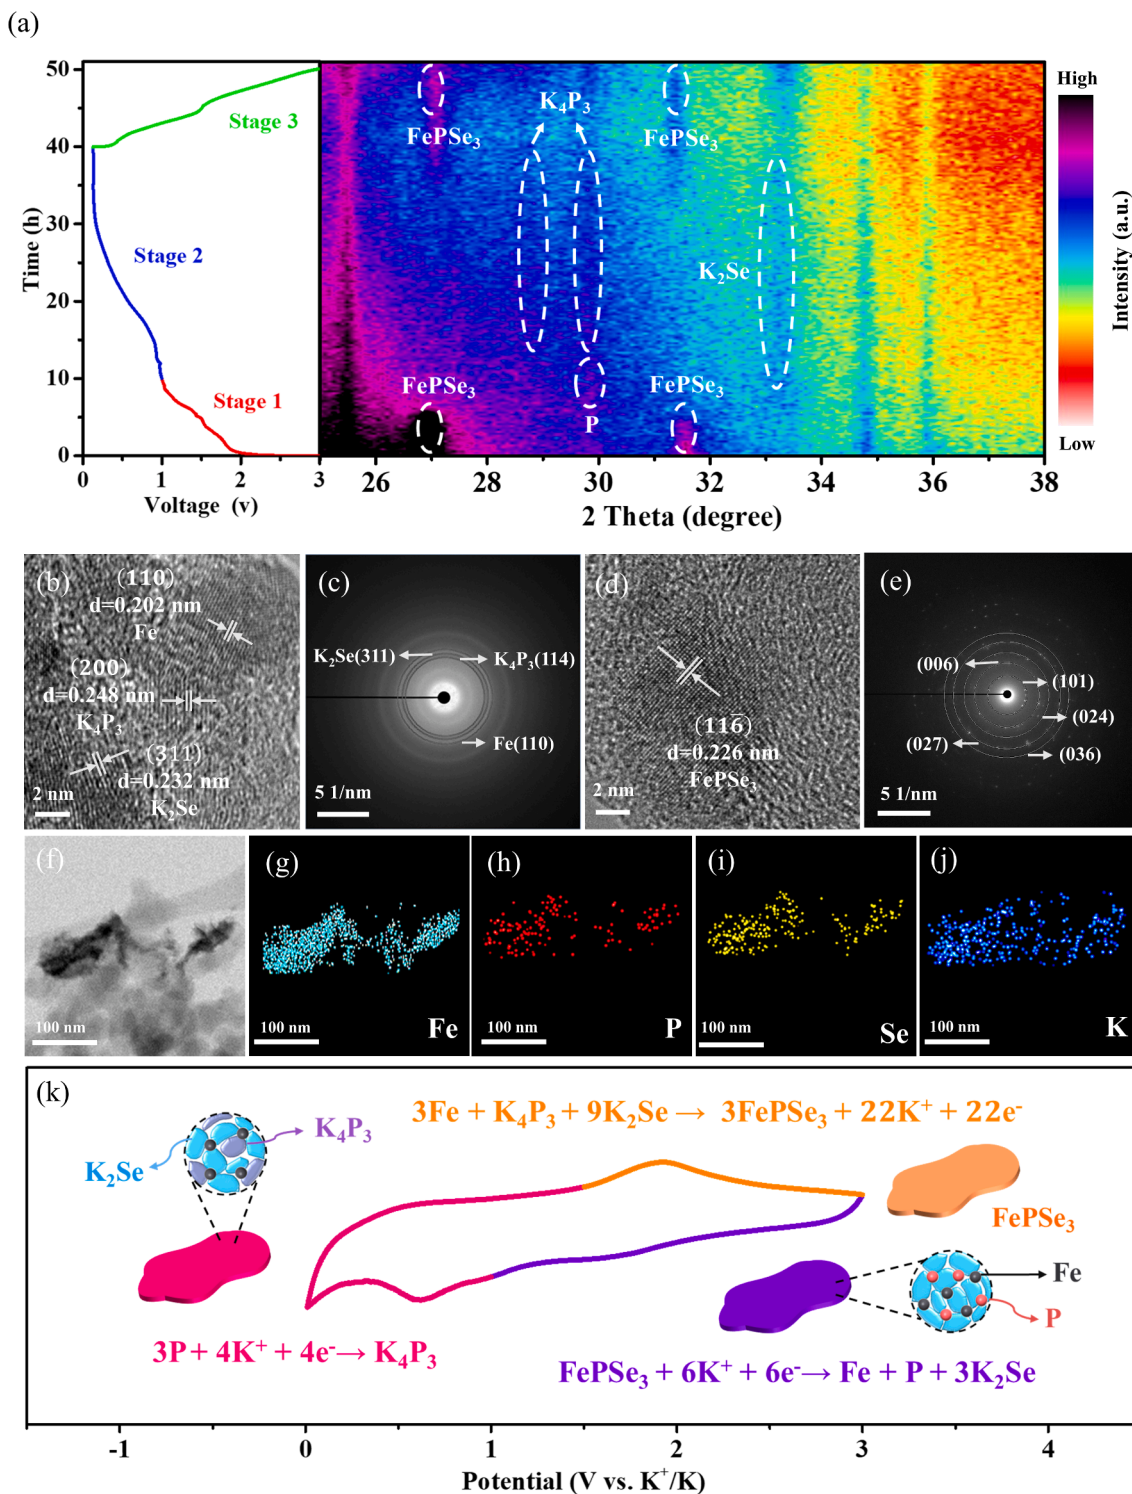 (a)
50
40
30
20
10
0
Time (h)
Stage 3
Stage 2
Stage 1
0 1 2 3
Voltage (v)
K₄P₃
FePSe₃
FePSe₃
K₂Se
FePSe₃
FePSe₃
P
26 28 30 32 34 36 38
2 Theta (degree)
High
Intensity (a.u.)
Low
(b)
(110)
d=0.202 nm
Fe
(200)
d=0.248 nm
K₄P₃
(311)
d=0.232 nm
K₂Se
2 nm
(c)
K₂Se(311)
K₄P₃(114)
Fe(110)
5 1/nm
(d)
(116)
d=0.226 nm
FePSe₃
2 nm
(e)
(006)
(101)
(024)
(027)
(036)
5 1/nm
(f)
100 nm
(g)
100 nm
Fe
(h)
100 nm
P
(i)
100 nm
Se
(j)
100 nm
K
(k)
3Fe + K₄P₃ + 9K₂Se → 3FePSe₃ + 22K⁺ + 22e⁻
K₄P₃
K₂Se
FePSe₃
Fe
P
3P + 4K⁺ + 4e⁻→ K₄P₃
FePSe₃ + 6K⁺ + 6e⁻→ Fe + P + 3K₂Se
-1 0 1 2 3 4
Potential (V vs. K⁺/K)